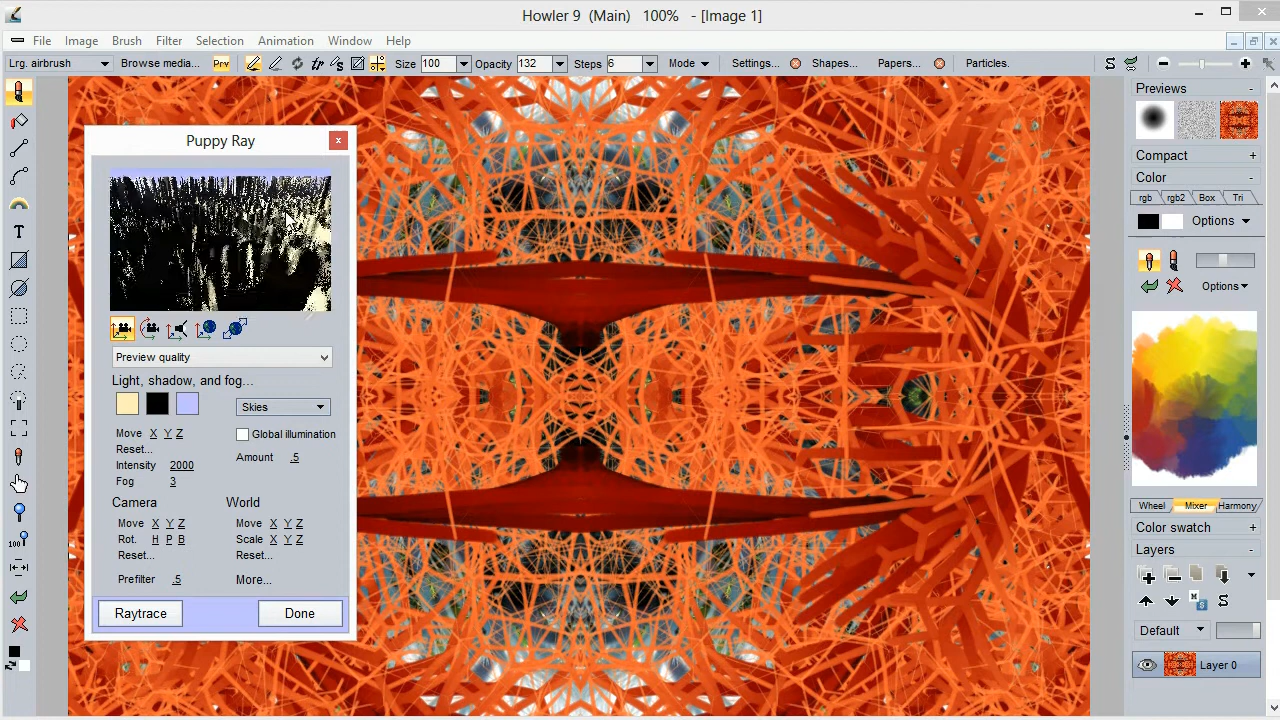 Howler 9 (Main) 100% - [Image 1]
File Image Brush Filter Selection Animation Window Help
Lrg. airbrush Browse media... Prv Size 100 Opacity 132 Steps 6 Mode Settings... Shapes... Papers... Particles.
Puppy Ray
Preview quality
Light, shadow, and fog...
Skies
Move X Y Z
Global illumination
Reset...
Amount .5
Intensity 2000
Fog 3
Camera World
Move X Y Z Move X Y Z
Rot. H P B Scale X Y Z
Reset... Reset...
Prefilter .5 More...
Raytrace Done
T
100
Previews -
Compact +
Color -
rgb rgb2 Box Tri
Options
Options
Wheel Mixer Harmony
Color swatch +
Layers -
M
S
Default
Layer 0